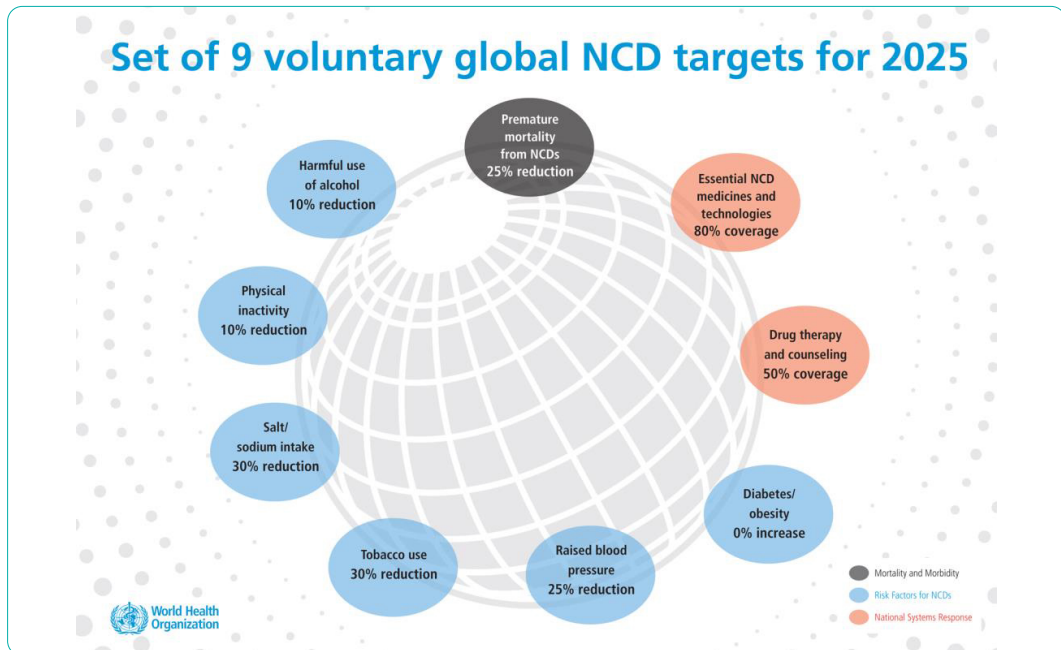 Set of 9 voluntary global NCD targets for 2025
Premature
mortality
from NCDs
25% reduction
Harmful use
of alcohol
10% reduction
Essential NCD
medicines and
technologies
80% coverage
Physical
inactivity
10% reduction
Drug therapy
and counseling
50% coverage
Salt/
sodium intake
30% reduction
Diabetes/
obesity
0% increase
Tobacco use
30% reduction
Raised blood
pressure
25% reduction
Mortality and Morbidity
Risk Factors for NCDs
National Systems Response
World Health
Organization